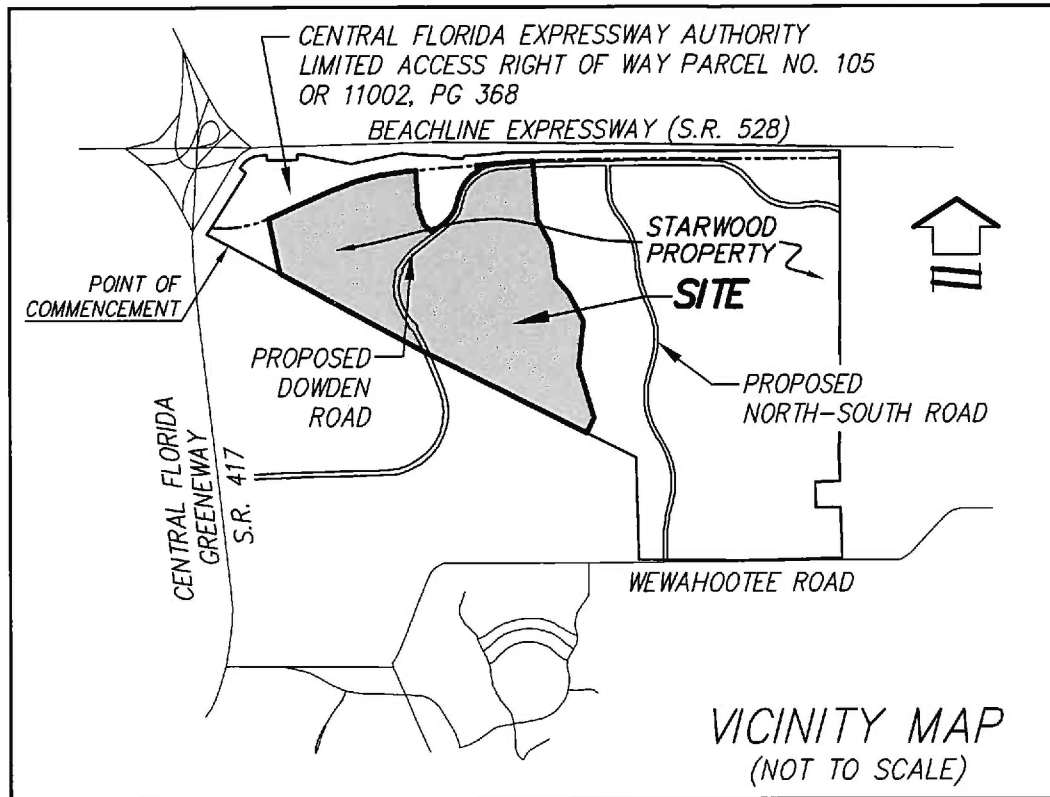 CENTRAL FLORIDA EXPRESSWAY AUTHORITY
LIMITED ACCESS RIGHT OF WAY PARCEL NO. 105
OR 11002, PG 368
BEACHLINE EXPRESSWAY (S.R. 528)
STARWOOD
PROPERTY
SITE
POINT OF
COMMENCEMENT
PROPOSED
DOWDEN
ROAD
PROPOSED
NORTH-SOUTH ROAD
CENTRAL FLORIDA
GREENEWAY
S.R. 417
WEWAHOOTEE ROAD
VICINITY MAP
(NOT TO SCALE)